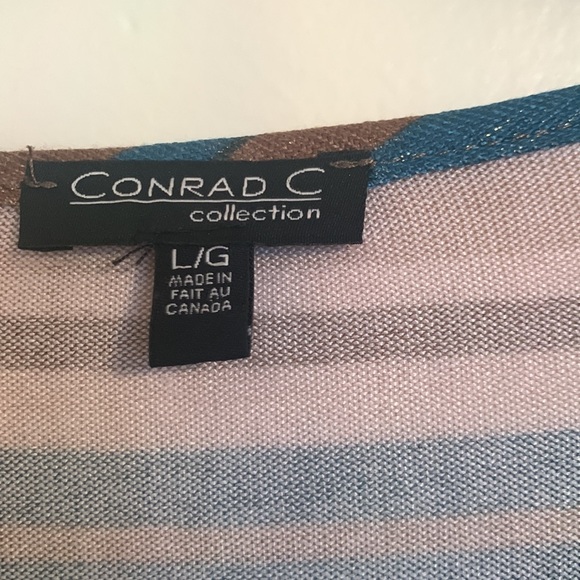 CONRAD C
collection
L/G
MADE IN
FAIT AU
CANADA